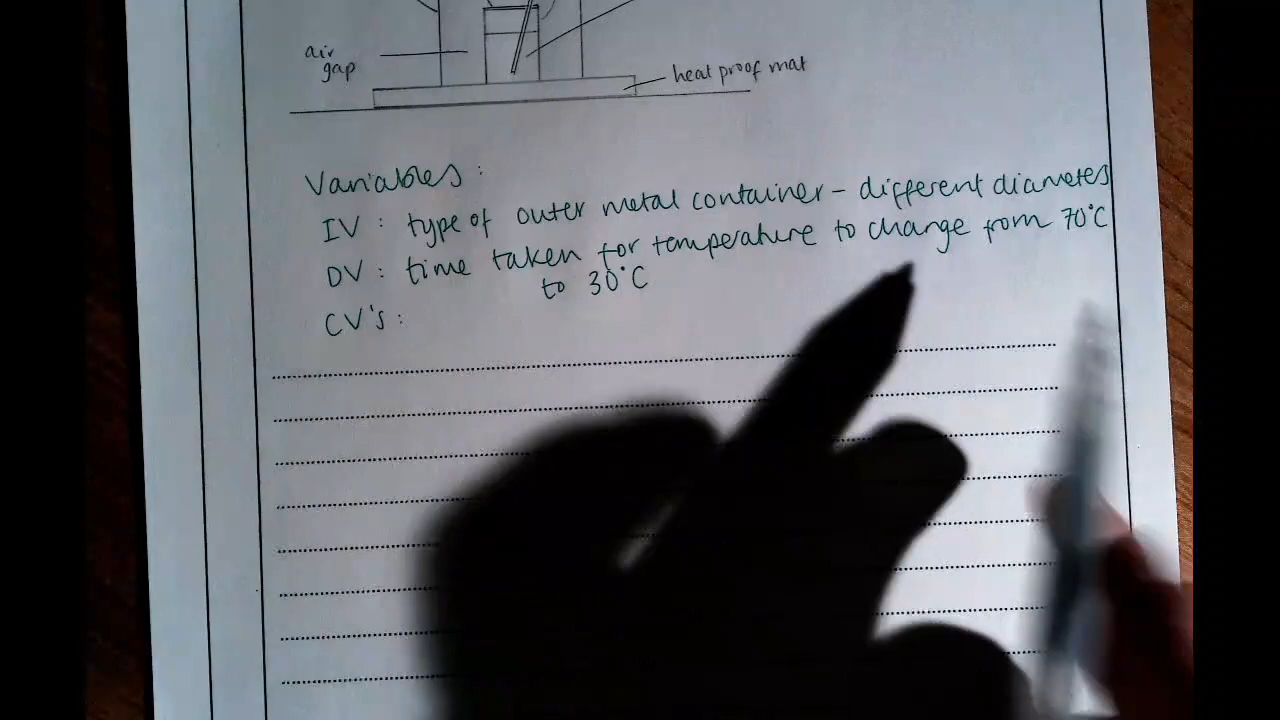 air
gap
heat proof mat
Variables :
IV : type of outer metal container - different diametes
DV : time taken for temperature to change from 70°C
to 30°C
CV's :